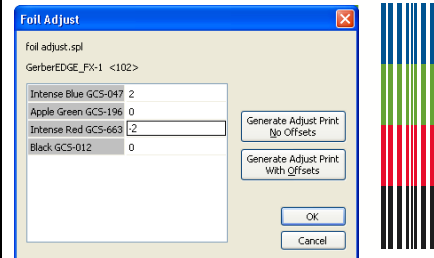 Foil Adjust
foil adjust.spl
GerberEDGE_FX-1 <102>
Intense Blue GCS-047 2
Apple Green GCS-196 0
Intense Red GCS-663 -2
Black GCS-012 0
Generate Adjust Print
No Offsets
Generate Adjust Print
With Offsets
OK
Cancel